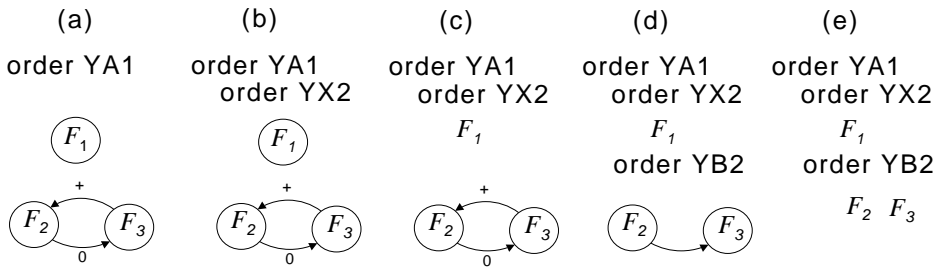 (a) (b) (c) (d) (e)
order YA1 order YA1 order YA1 order YA1 order YA1
order YX2 order YX2 order YX2 order YX2
F1 F1 F1 F1 F1
order YB2 order YB2
+ + +
F2 F3 F2 F3 F2 F3 F2 F3 F2 F3
0 0 0